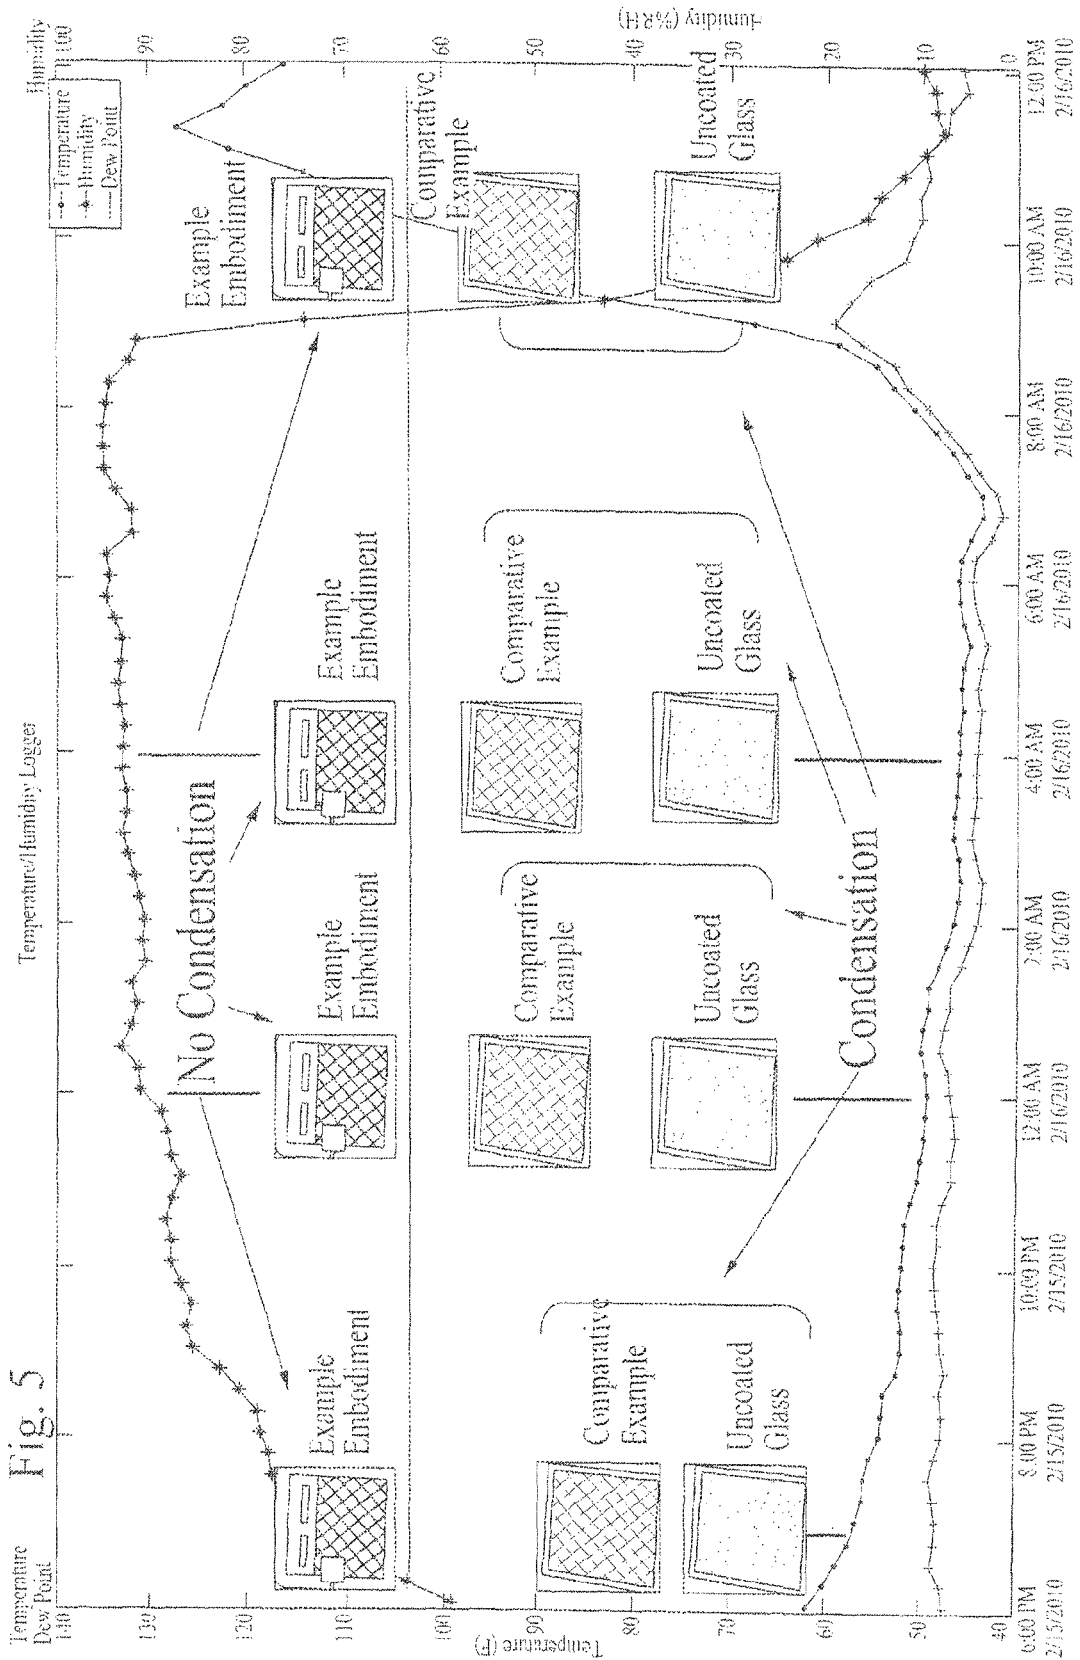 Fig. 5
Temperature/Humidity Logger
Temperature
Dew Point
Humidity
Temperature
Humidity
Dew Point
140
130
120
110
100
90
80
70
60
50
40
Temperature (F)
100
90
80
70
60
50
40
30
20
10
0
Humidity (%RH)
No Condensation
Example
Embodiment
Example
Embodiment
Example
Embodiment
Example
Embodiment
Comparative
Example
Comparative
Example
Comparative
Example
Comparative
Example
Uncoated
Glass
Uncoated
Glass
Uncoated
Glass
Uncoated
Glass
Condensation
6:00 PM
2/15/2010
8:00 PM
2/15/2010
10:00 PM
2/15/2010
12:00 AM
2/16/2010
2:00 AM
2/16/2010
4:00 AM
2/16/2010
6:00 AM
2/16/2010
8:00 AM
2/16/2010
10:00 AM
2/16/2010
12:00 PM
2/16/2010